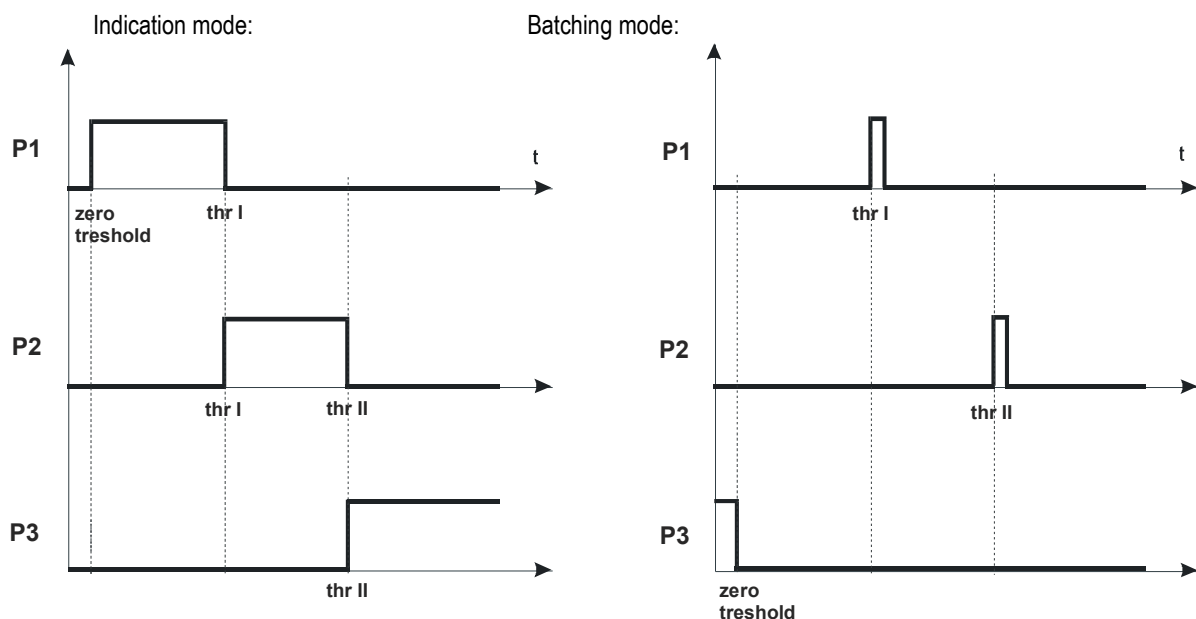 Indication mode:
Batching mode:
P1
t
zero
treshold
thr I
P2
thr I
thr II
P3
thr II
P1
t
thr I
P2
thr II
P3
zero
treshold